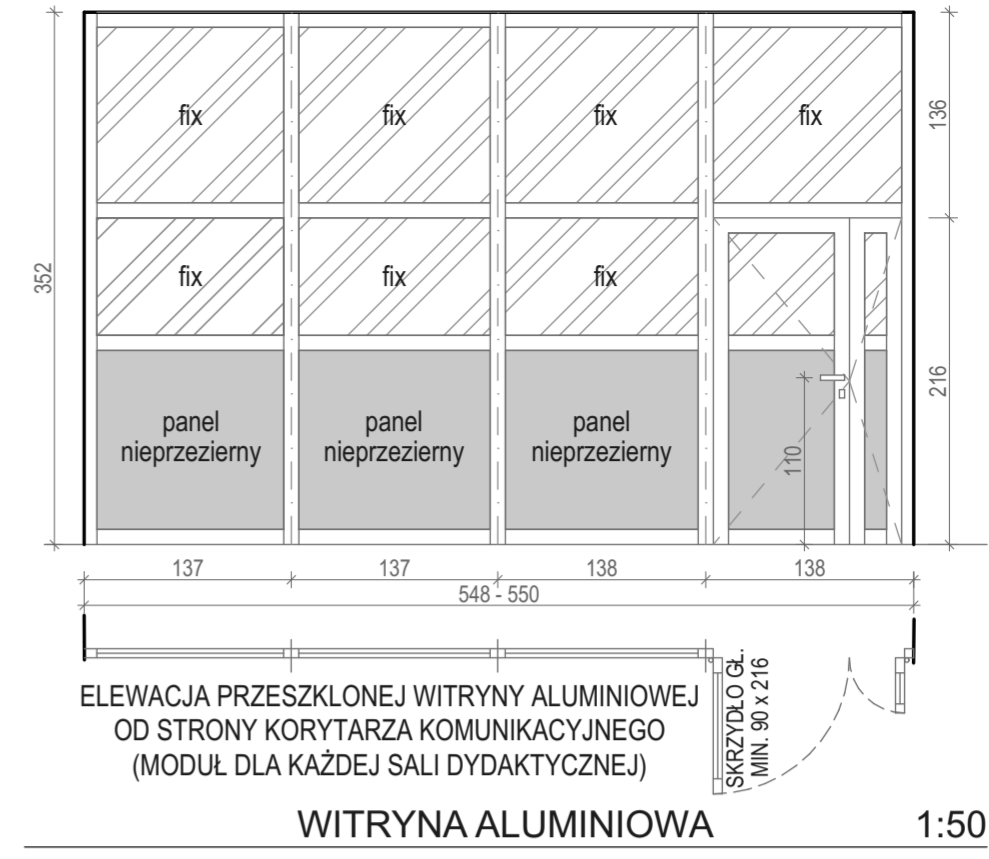 fix
fix
fix
fix
136
352
fix
fix
fix
216
panel
nieprzezierny
panel
nieprzezierny
panel
nieprzezierny
110
137
137
138
138
548 - 550
SKRZYDŁO GŁ.
MIN. 90 x 216
ELEWACJA PRZESZKLONEJ WITRYNY ALUMINIOWEJ
OD STRONY KORYTARZA KOMUNIKACYJNEGO
(MODUŁ DLA KAŻDEJ SALI DYDAKTYCZNEJ)
WITRYNA ALUMINIOWA 1:50